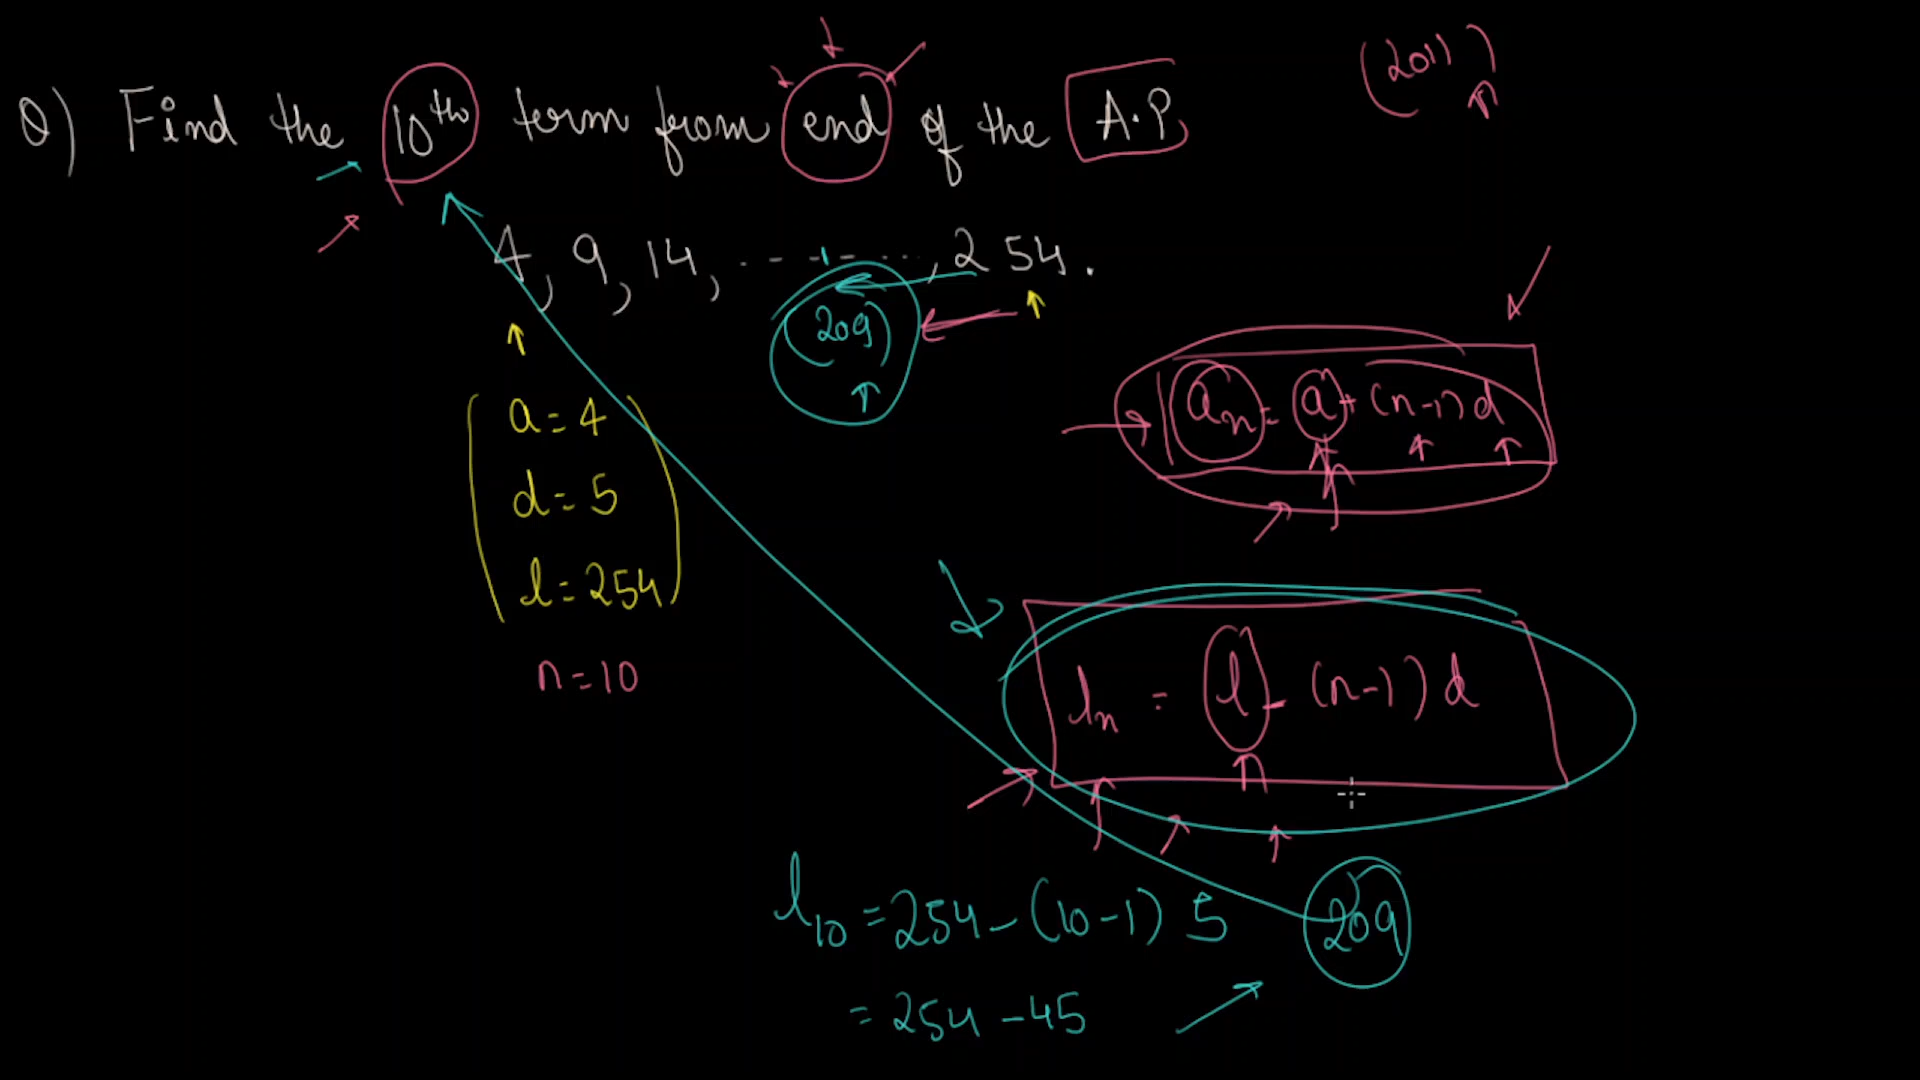 Q) Find the 10th term from end of the A.P
(2011)
4, 9, 14, - - - - ..., 254.
(209)
a = 4
d = 5
l = 254
n = 10
an = a + (n-1)d
ln = l - (n-1)d
l10 = 254 - (10-1) 5
209
= 254 - 45